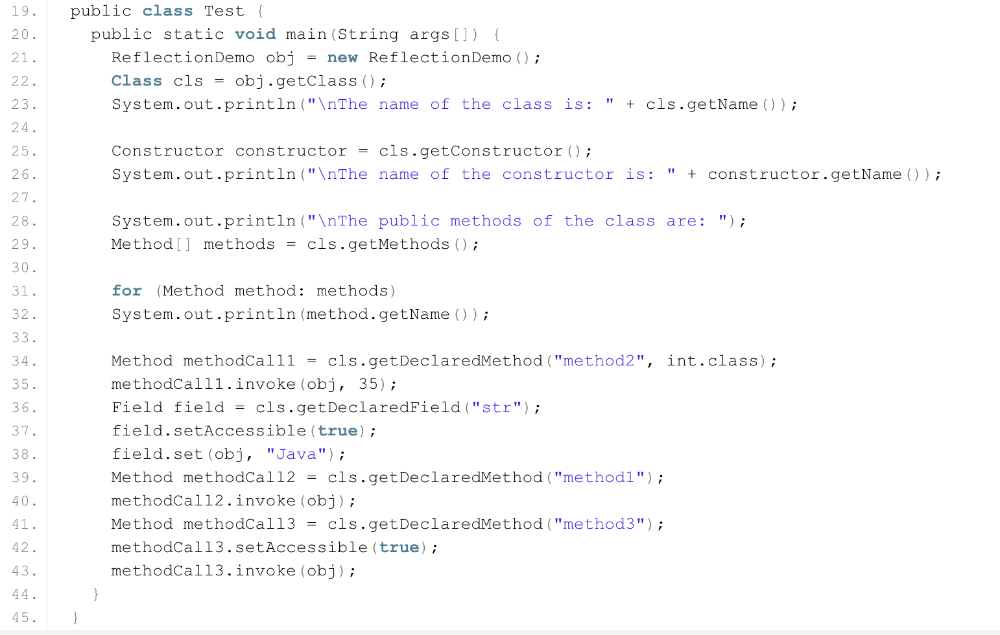 19. public class Test {
20. public static void main(String args[]) {
21. ReflectionDemo obj = new ReflectionDemo();
22. Class cls = obj.getClass();
23. System.out.println("\nThe name of the class is: " + cls.getName());
24.
25. Constructor constructor = cls.getConstructor();
26. System.out.println("\nThe name of the constructor is: " + constructor.getName());
27.
28. System.out.println("\nThe public methods of the class are: ");
29. Method[] methods = cls.getMethods();
30.
31. for (Method method: methods)
32. System.out.println(method.getName());
33.
34. Method methodCall1 = cls.getDeclaredMethod("method2", int.class);
35. methodCall1.invoke(obj, 35);
36. Field field = cls.getDeclaredField("str");
37. field.setAccessible(true);
38. field.set(obj, "Java");
39. Method methodCall2 = cls.getDeclaredMethod("method1");
40. methodCall2.invoke(obj);
41. Method methodCall3 = cls.getDeclaredMethod("method3");
42. methodCall3.setAccessible(true);
43. methodCall3.invoke(obj);
44. }
45. }